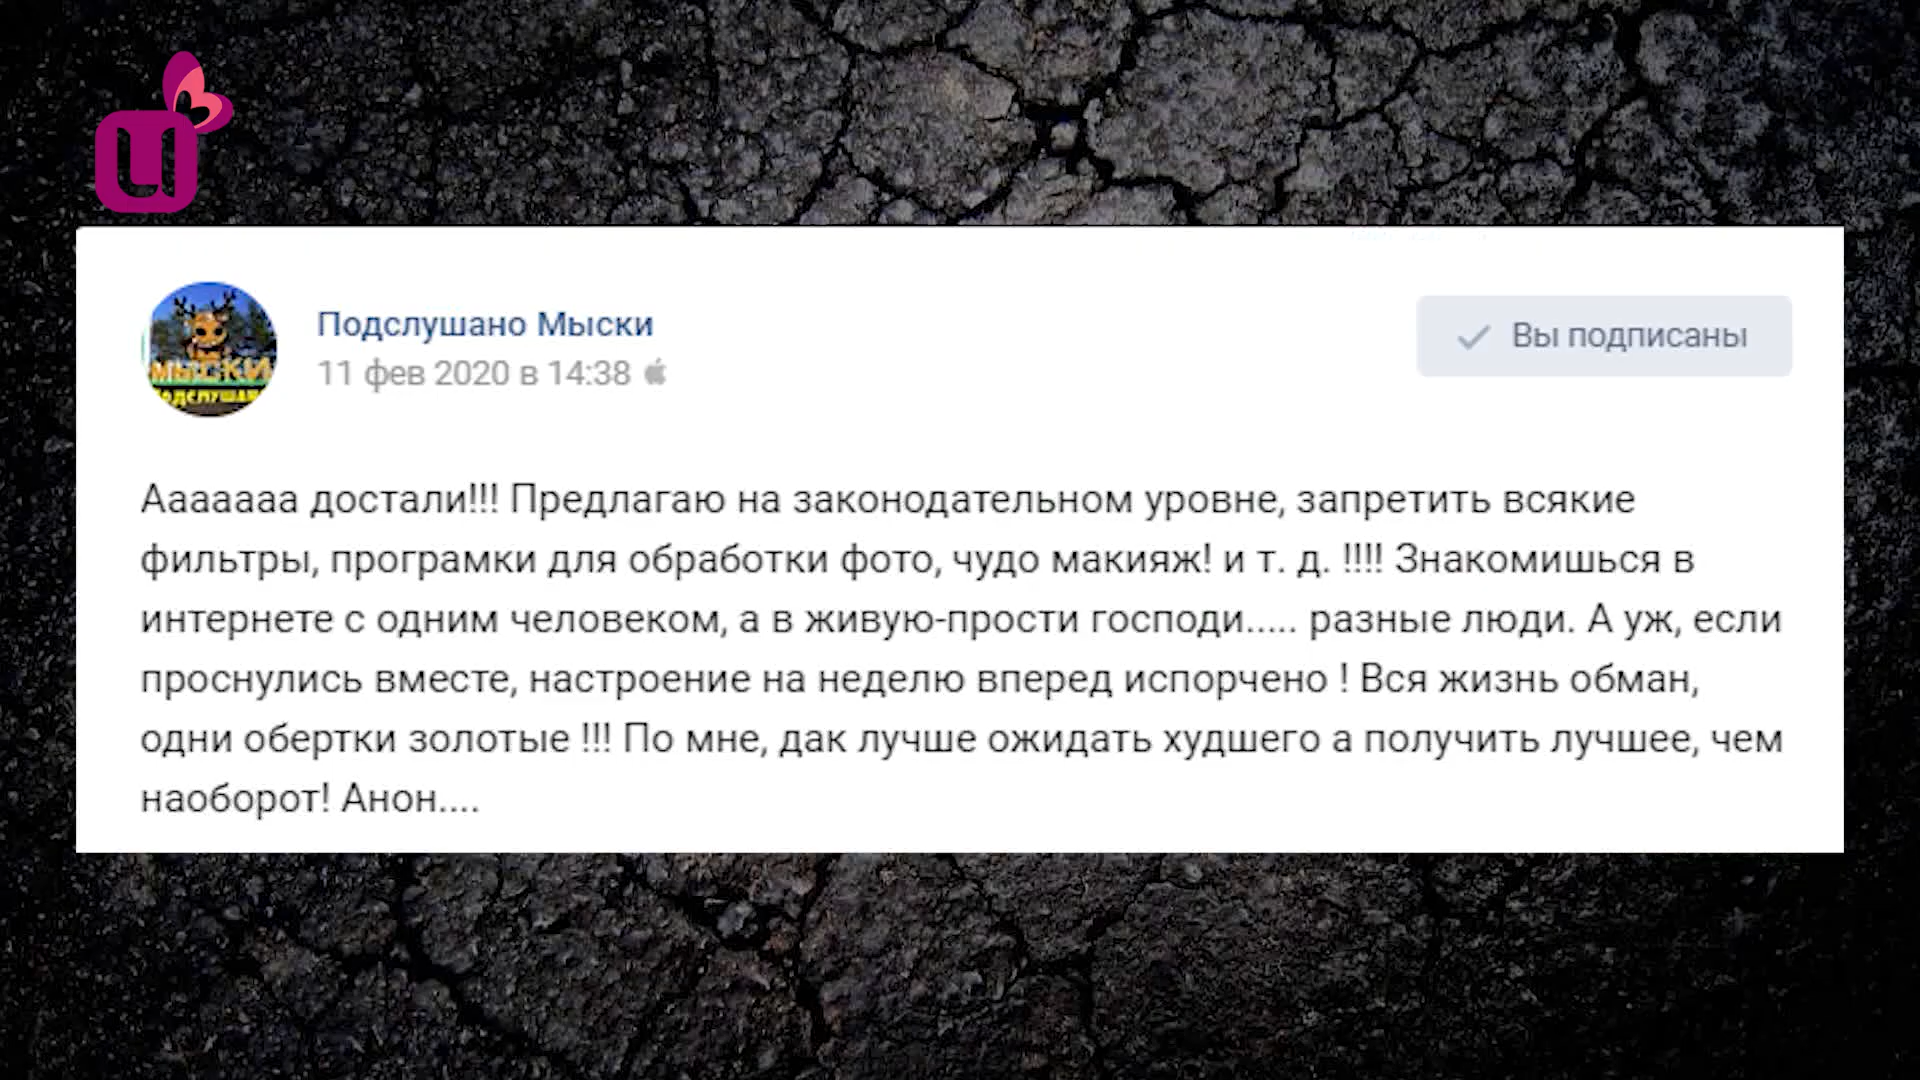 u
Подслушано Мыски
11 фев 2020 в 14:38
Вы подписаны
МЫСКИ
ПОДСЛУШАН
Ааааааа достали!!! Предлагаю на законодательном уровне, запретить всякие
фильтры, програмки для обработки фото, чудо макияж! и т. д. !!!! Знакомишься в
интернете с одним человеком, а в живую-прости господи..... разные люди. А уж, если
проснулись вместе, настроение на неделю вперед испорчено ! Вся жизнь обман,
одни обертки золотые !!! По мне, дак лучше ожидать худшего а получить лучшее, чем
наоборот! Анон....